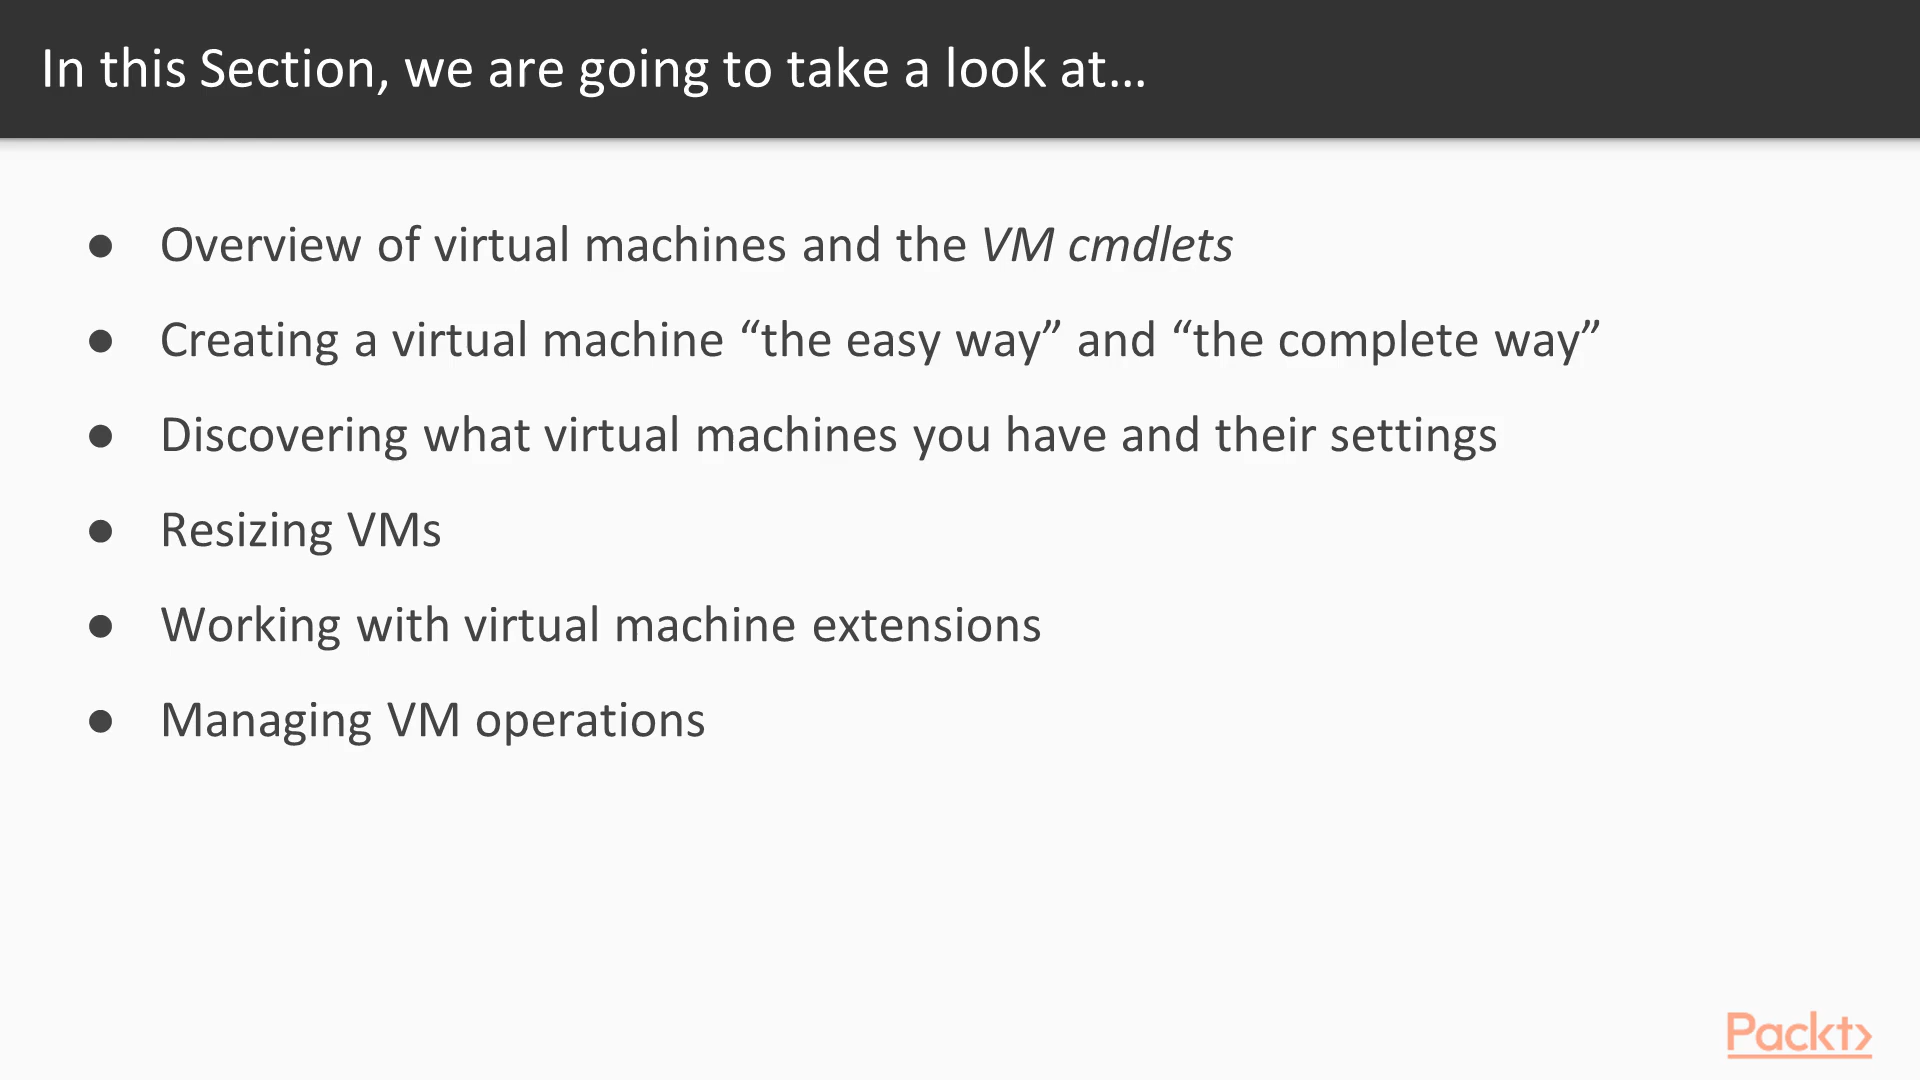 In this Section, we are going to take a look at…
● Overview of virtual machines and the VM cmdlets
● Creating a virtual machine “the easy way” and “the complete way”
● Discovering what virtual machines you have and their settings
● Resizing VMs
● Working with virtual machine extensions
● Managing VM operations
Packt>